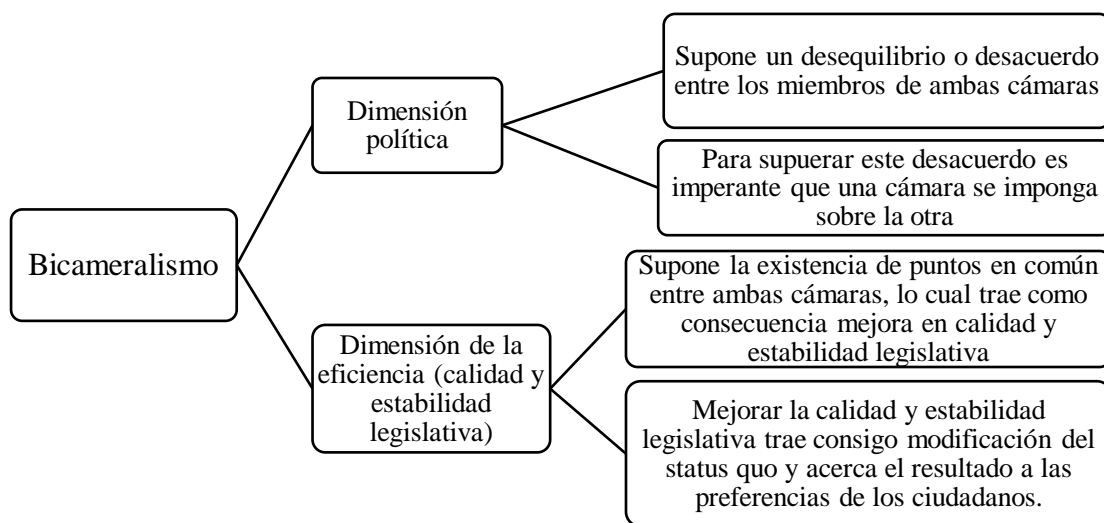 Bicameralismo
Dimensión
política
Supone un desequilibrio o desacuerdo
entre los miembros de ambas cámaras
Para supuerar este desacuerdo es
imperante que una cámara se imponga
sobre la otra
Dimensión de la
eficiencia (calidad y
estabilidad
legislativa)
Supone la existencia de puntos en común
entre ambas cámaras, lo cual trae como
consecuencia mejora en calidad y
estabilidad legislativa
Mejorar la calidad y estabilidad
legislativa trae consigo modificación del
status quo y acerca el resultado a las
preferencias de los ciudadanos.